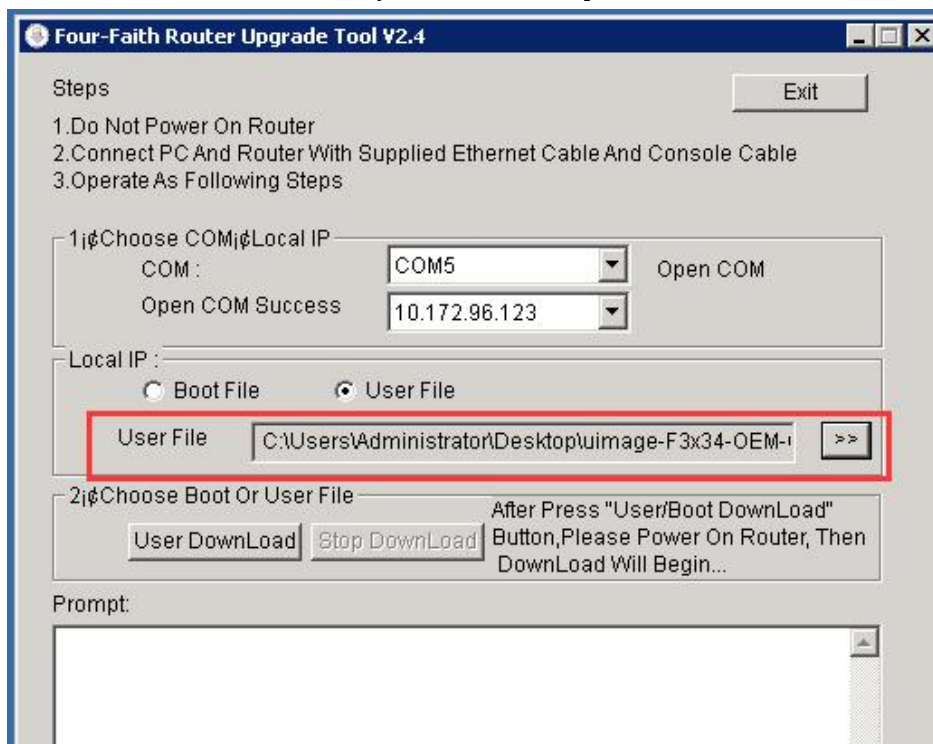 Four-Faith Router Upgrade Tool V2.4
Steps
Exit
1.Do Not Power On Router
2.Connect PC And Router With Supplied Ethernet Cable And Console Cable
3.Operate As Following Steps
1¡¢Choose COM¡¢Local IP
COM :
COM5
Open COM
Open COM Success
10.172.96.123
Local IP :
Boot File
User File
User File
C:\Users\Administrator\Desktop\uimage-F3x34-OEM-
>>
2¡¢Choose Boot Or User File
User DownLoad
Stop DownLoad
After Press "User/Boot DownLoad"
Button,Please Power On Router, Then
DownLoad Will Begin...
Prompt: